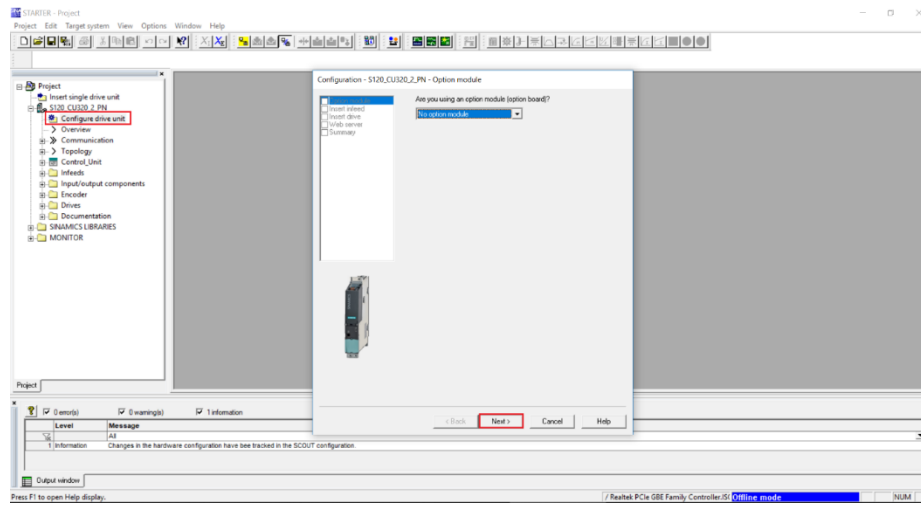 STARTER - Project
Project Edit Target system View Options Window Help
Project
Insert single drive unit
S120_CU320_2_PN
Configure drive unit
Overview
Communication
Topology
Control_Unit
Infeeds
Input/output components
Encoder
Drives
Documentation
SINAMICS LIBRARIES
MONITOR
Project
Configuration - S120_CU320_2_PN - Option module
Insert infeed
Insert drive
Web server
Summary
Are you using an option module (option board)?
No option module
< Back Next > Cancel Help
0 error(s) 0 warning(s) 1 information
Level Message
All
1 Information Changes in the hardware configuration have bee tracked in the SCOUT configuration.
Output window
Press F1 to open Help display.
/ Realtek PCIe GBE Family Controller.ISO Offline mode NUM